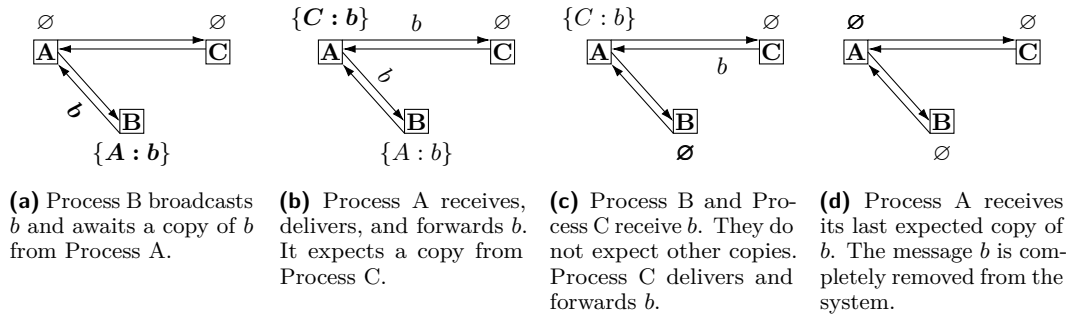 ∅ ∅
A C
b
B
{A : b}
(a) Process B broadcasts
b and awaits a copy of b
from Process A.
{C : b} b ∅
A C
b
B
{A : b}
(b) Process A receives,
delivers, and forwards b.
It expects a copy from
Process C.
{C : b} ∅
A C
b
B
∅
(c) Process B and Pro-
cess C receive b. They do
not expect other copies.
Process C delivers and
forwards b.
∅ ∅
A C
B
∅
(d) Process A receives
its last expected copy of
b. The message b is com-
pletely removed from the
system.